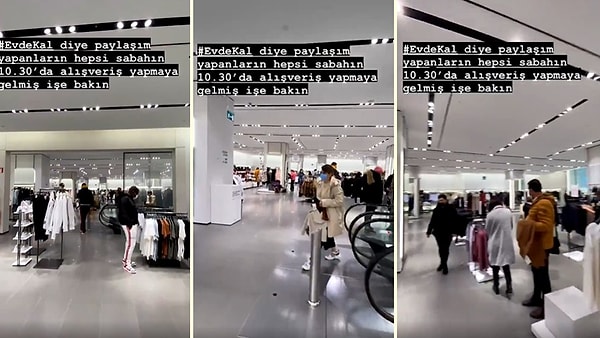 #EvdeKal diye paylaşım
yapanların hepsi sabahın
10.30’da alışveriş yapmaya
gelmiş işe bakın
#EvdeKal diye paylaşım
yapanların hepsi sabahın
10.30’da alışveriş yapmaya
gelmiş işe bakın
#EvdeKal diye paylaşım
yapanların hepsi sabahın
10.30’da alışveriş yapmaya
gelmiş işe bakın